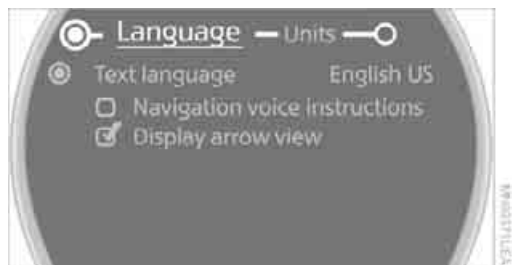 Language Units
Text language English US
Navigation voice instructions
Display arrow view